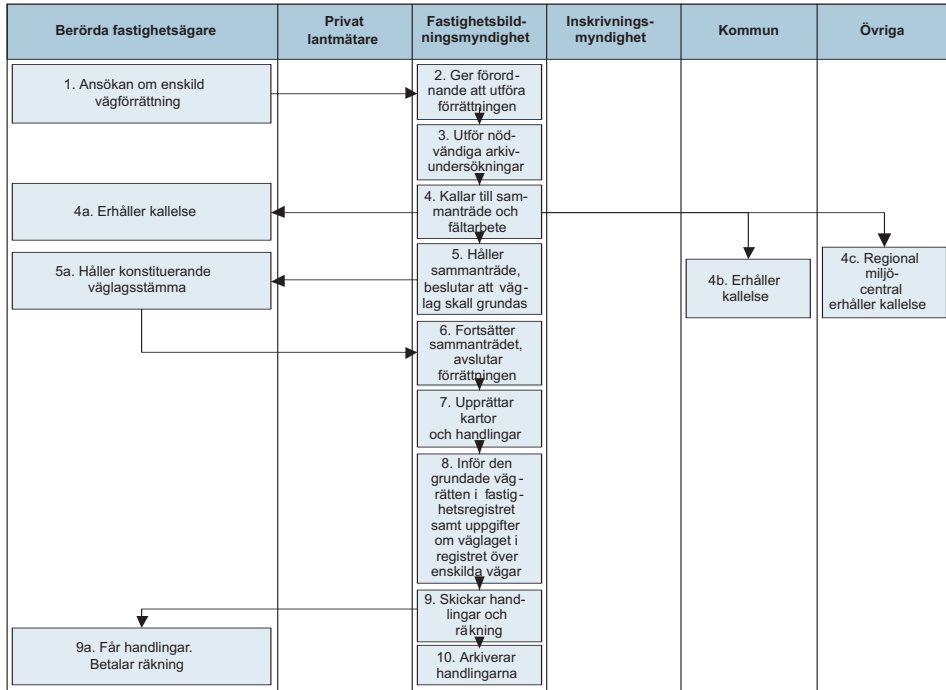 Berörda fastighetsägare
Privat
lantmätare
Fastighetsbild-
ningsmyndighet
Inskrivnings-
myndighet
Kommun
Övriga
1. Ansökan om enskild
vägförrättning
2. Ger förord-
nande att utföra
förrättningen
3. Utför nöd-
vändiga arkiv-
undersökningar
4a. Erhåller kallelse
4. Kallar till sam-
manträde och
fältarbete
5a. Håller konstituerande
väglagsstämma
5. Håller
sammanträde,
beslutar att väg
lag skall grundas
4b. Erhåller
kallelse
4c. Regional
miljö-
central
erhåller kallelse
6. Fortsätter
sammanträdet,
avslutar
förrättningen
7. Upprättar
kartor
och handlingar
8. Inför den
grundade väg-
rätten i fastig-
hetsregistret
samt uppgifter
om väglaget i
registret över
enskilda vägar
9. Skickar hand-
lingar och
räkning
9a. Får handlingar.
Betalar räkning
10. Arkiverar
handlingarna